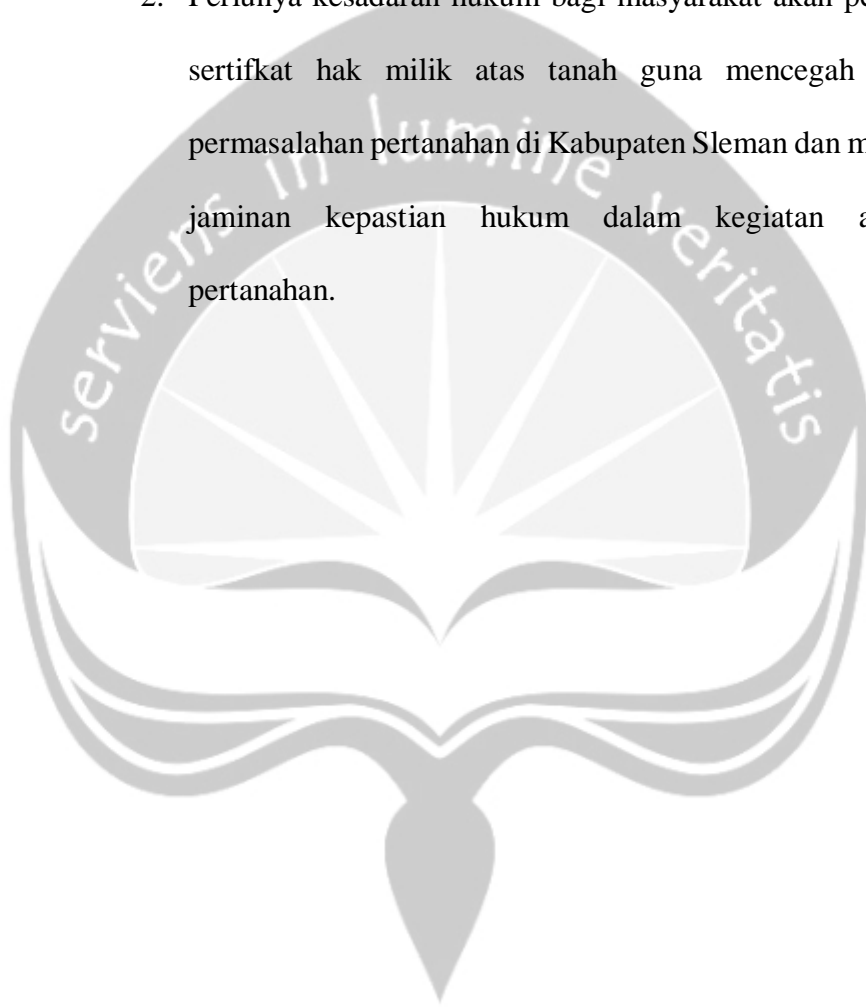 2. Perlunya kesadaran hukum bagi masyarakat akan
sertifkat hak milik atas tanah guna mencegah
permasalahan pertanahan di Kabupaten Sleman dan
jaminan kepastian hukum dalam kegiatan
pertanahan.
serviens in lumine veritatis